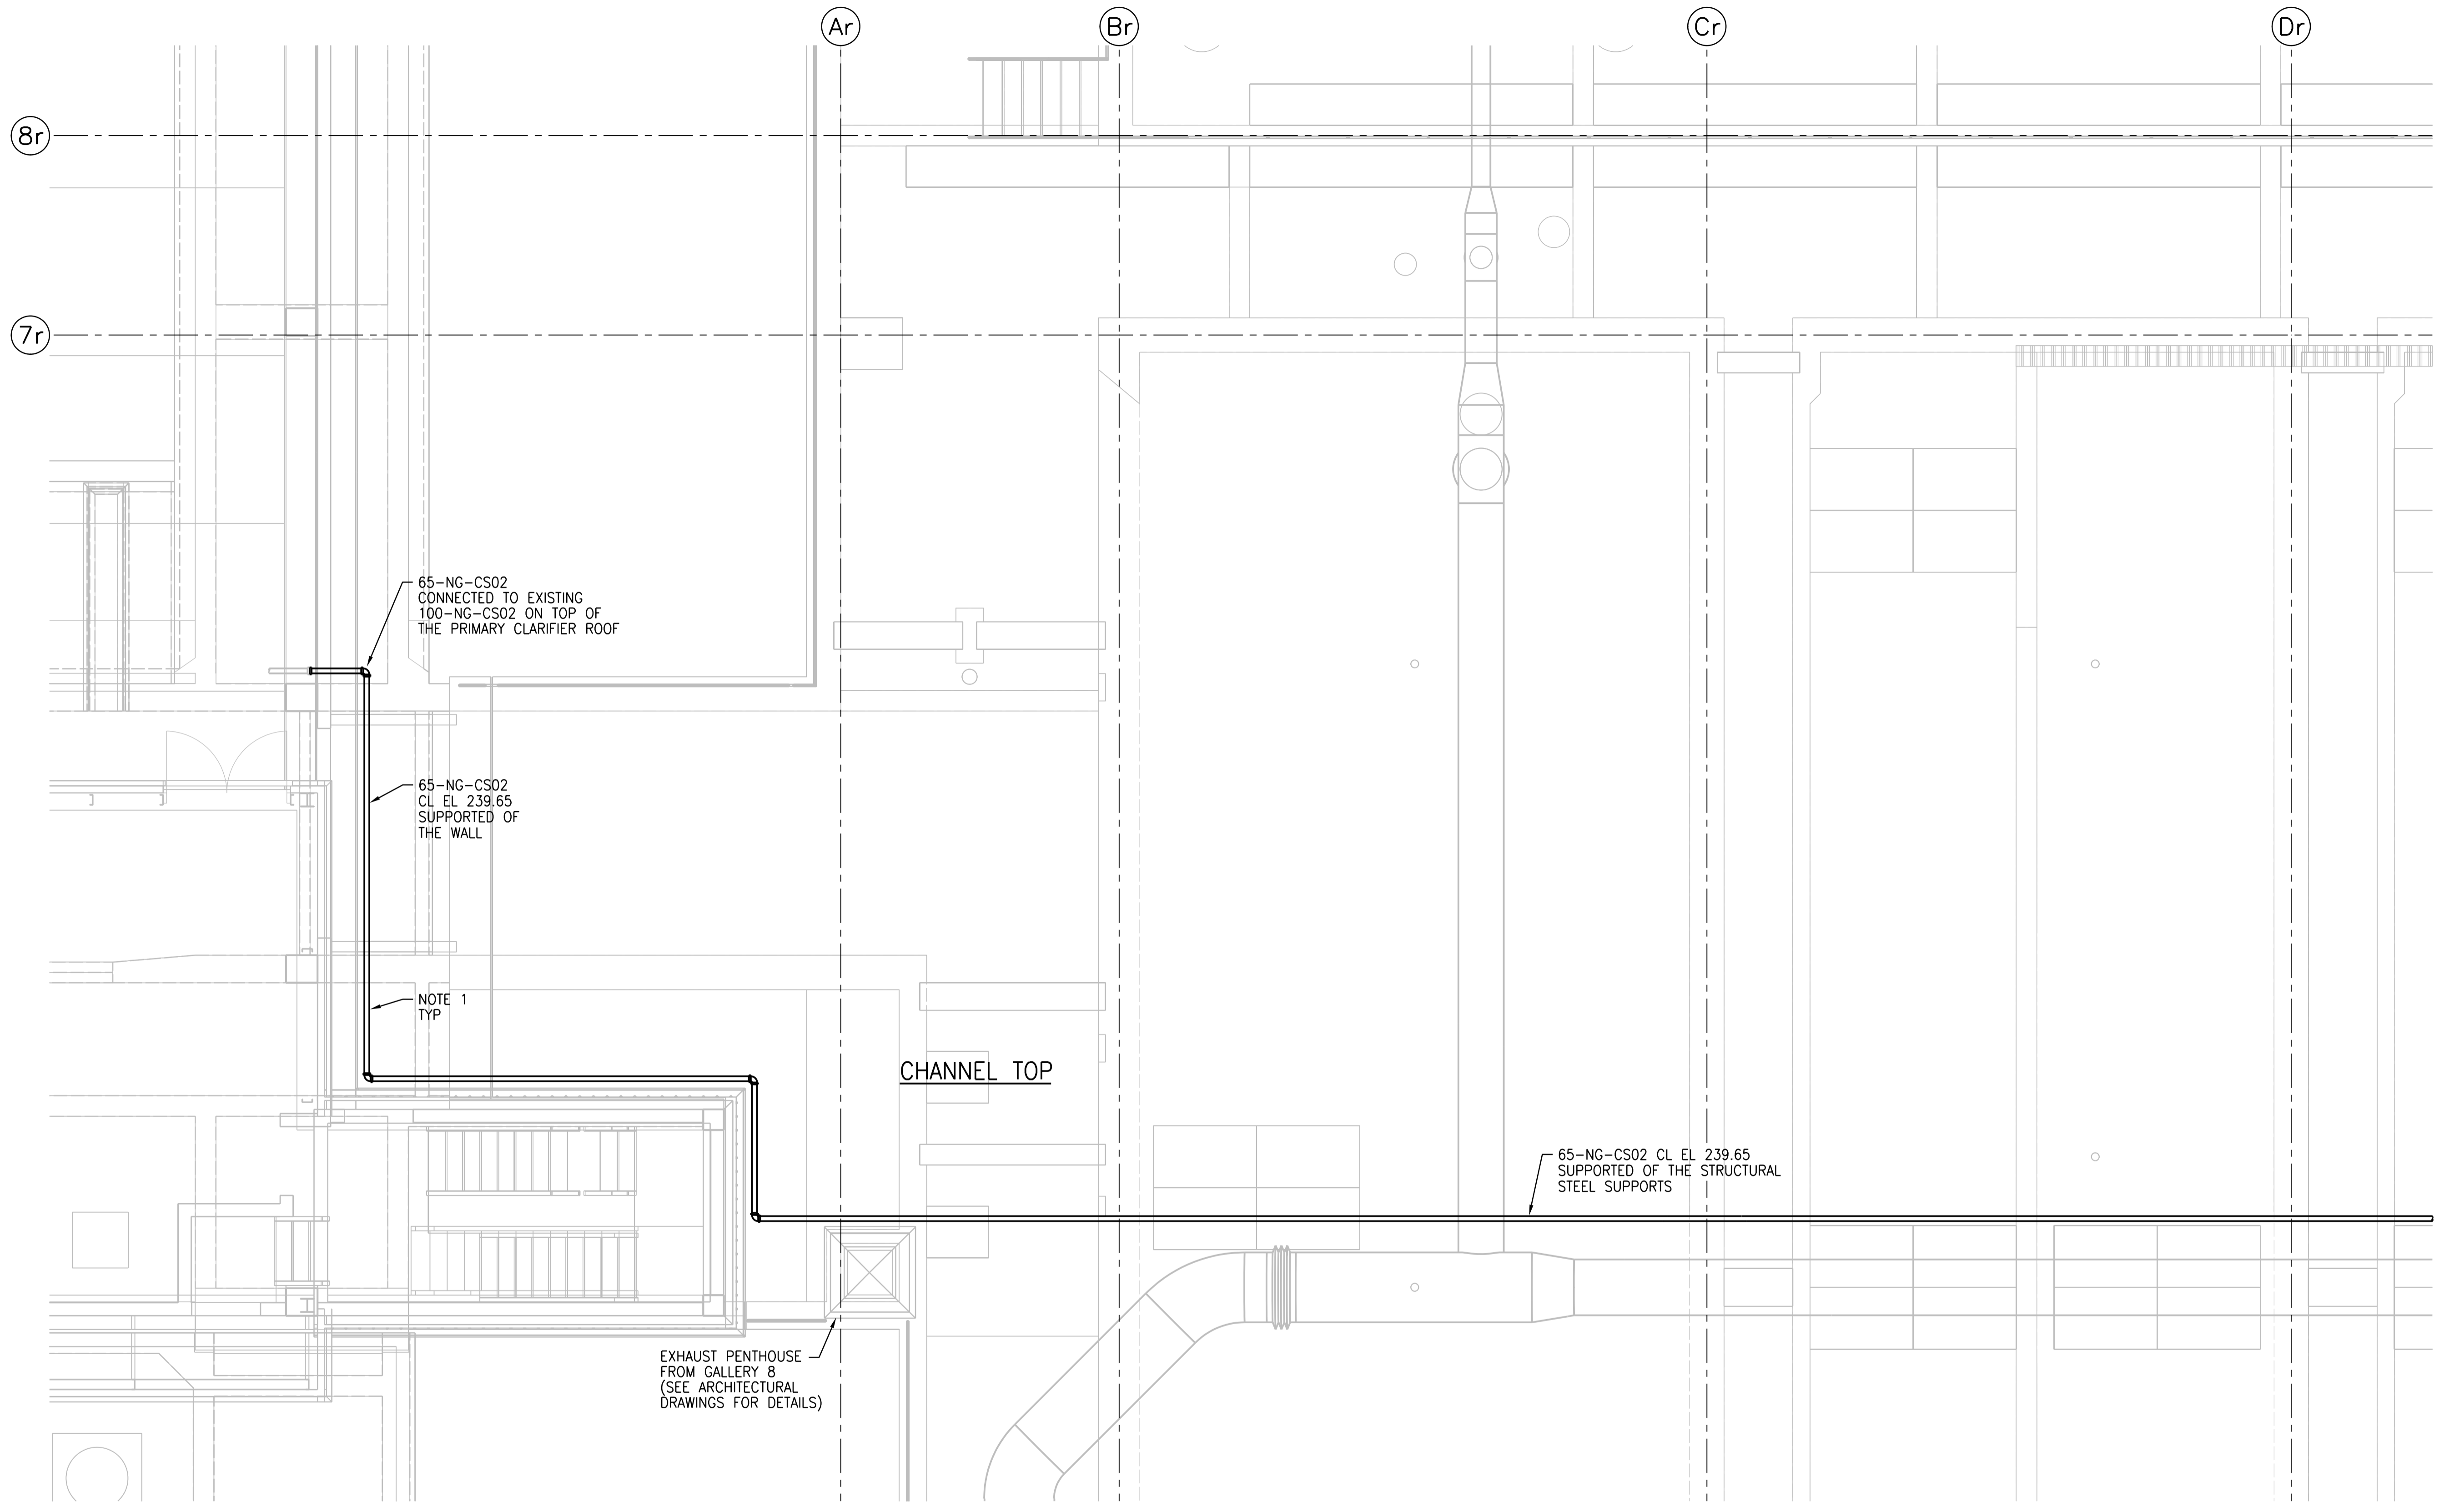 Ar
Br
Cr
Dr
8r
7r
65-NG-CS02
CONNECTED TO EXISTING
100-NG-CS02 ON TOP OF
THE PRIMARY CLARIFIER ROOF
65-NG-CS02
CL EL 239.65
SUPPORTED OF
THE WALL
NOTE 1
TYP
CHANNEL TOP
65-NG-CS02 CL EL 239.65
SUPPORTED OF THE STRUCTURAL
STEEL SUPPORTS
EXHAUST PENTHOUSE
FROM GALLERY 8
(SEE ARCHITECTURAL
DRAWINGS FOR DETAILS)